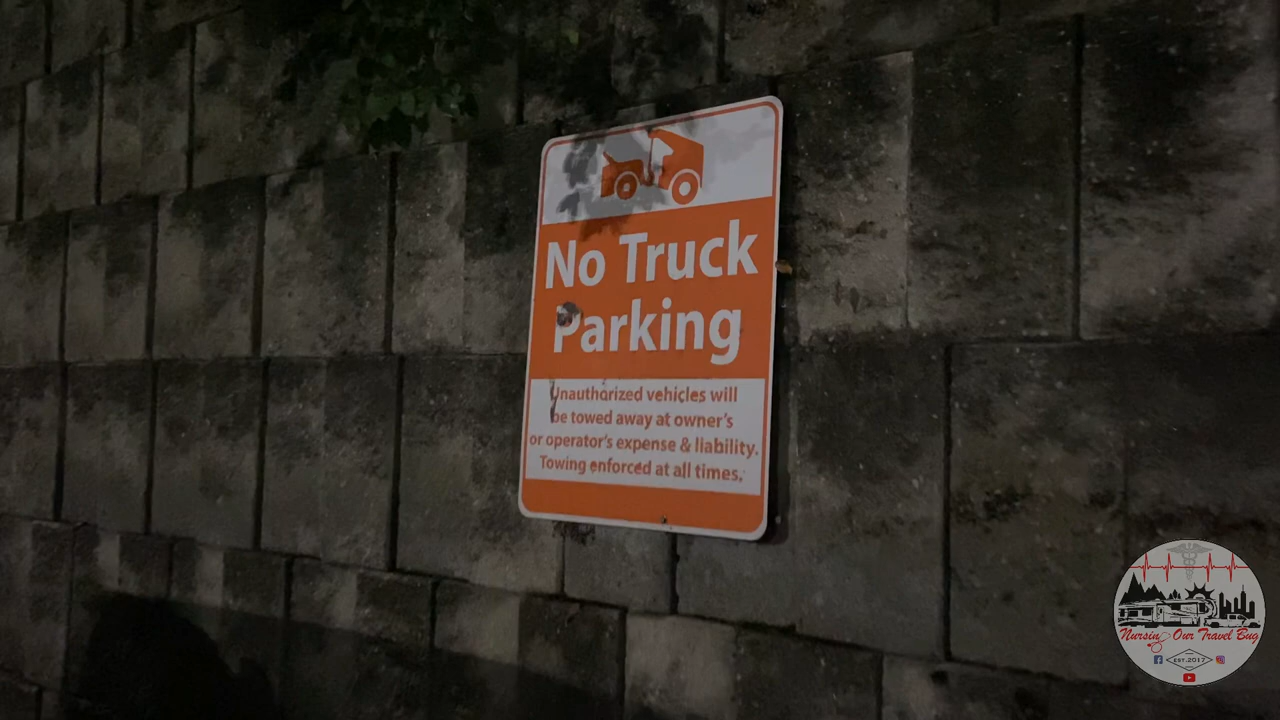 No Truck
Parking
Unauthorized vehicles will
be towed away at owner's
or operator's expense & liability.
Towing enforced at all times.
Nursing Our Travel Bug
EST.2017